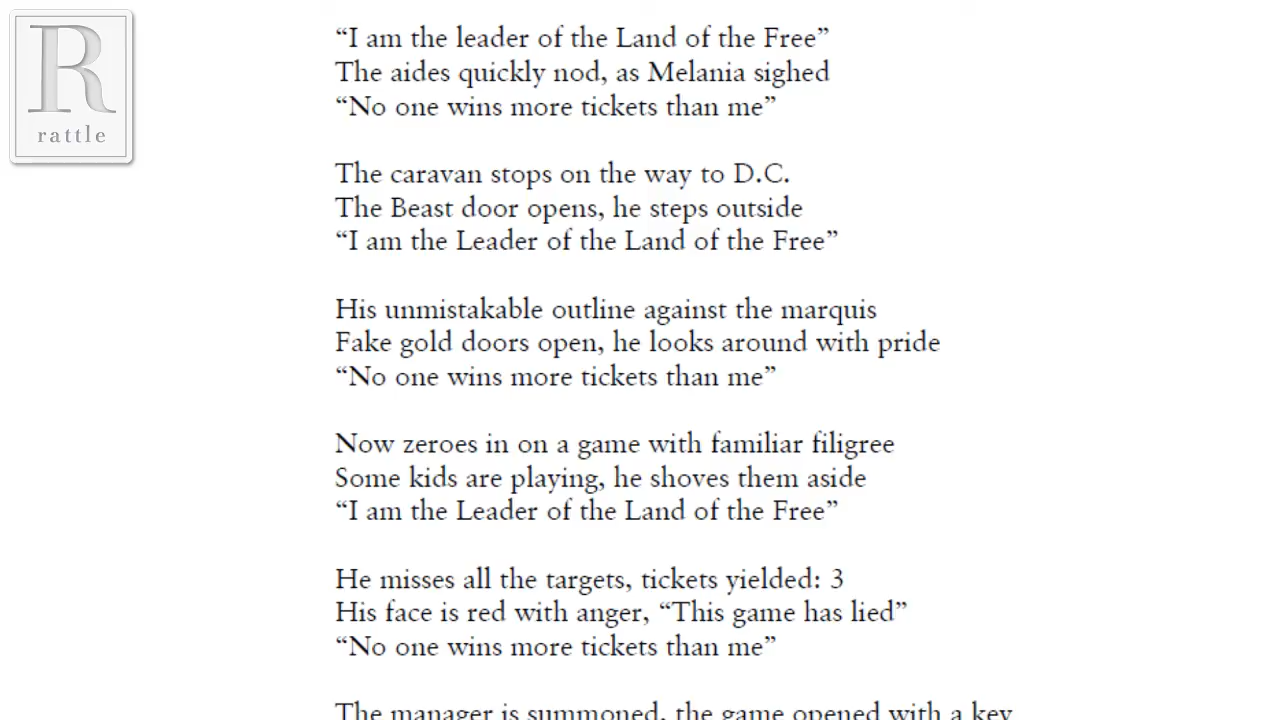 R
rattle
“I am the leader of the Land of the Free”
The aides quickly nod, as Melania sighed
“No one wins more tickets than me”
The caravan stops on the way to D.C.
The Beast door opens, he steps outside
“I am the Leader of the Land of the Free”
His unmistakable outline against the marquis
Fake gold doors open, he looks around with pride
“No one wins more tickets than me”
Now zeroes in on a game with familiar filigree
Some kids are playing, he shoves them aside
“I am the Leader of the Land of the Free”
He misses all the targets, tickets yielded: 3
His face is red with anger, “This game has lied”
“No one wins more tickets than me”
The manager is summoned, the game opened with a key